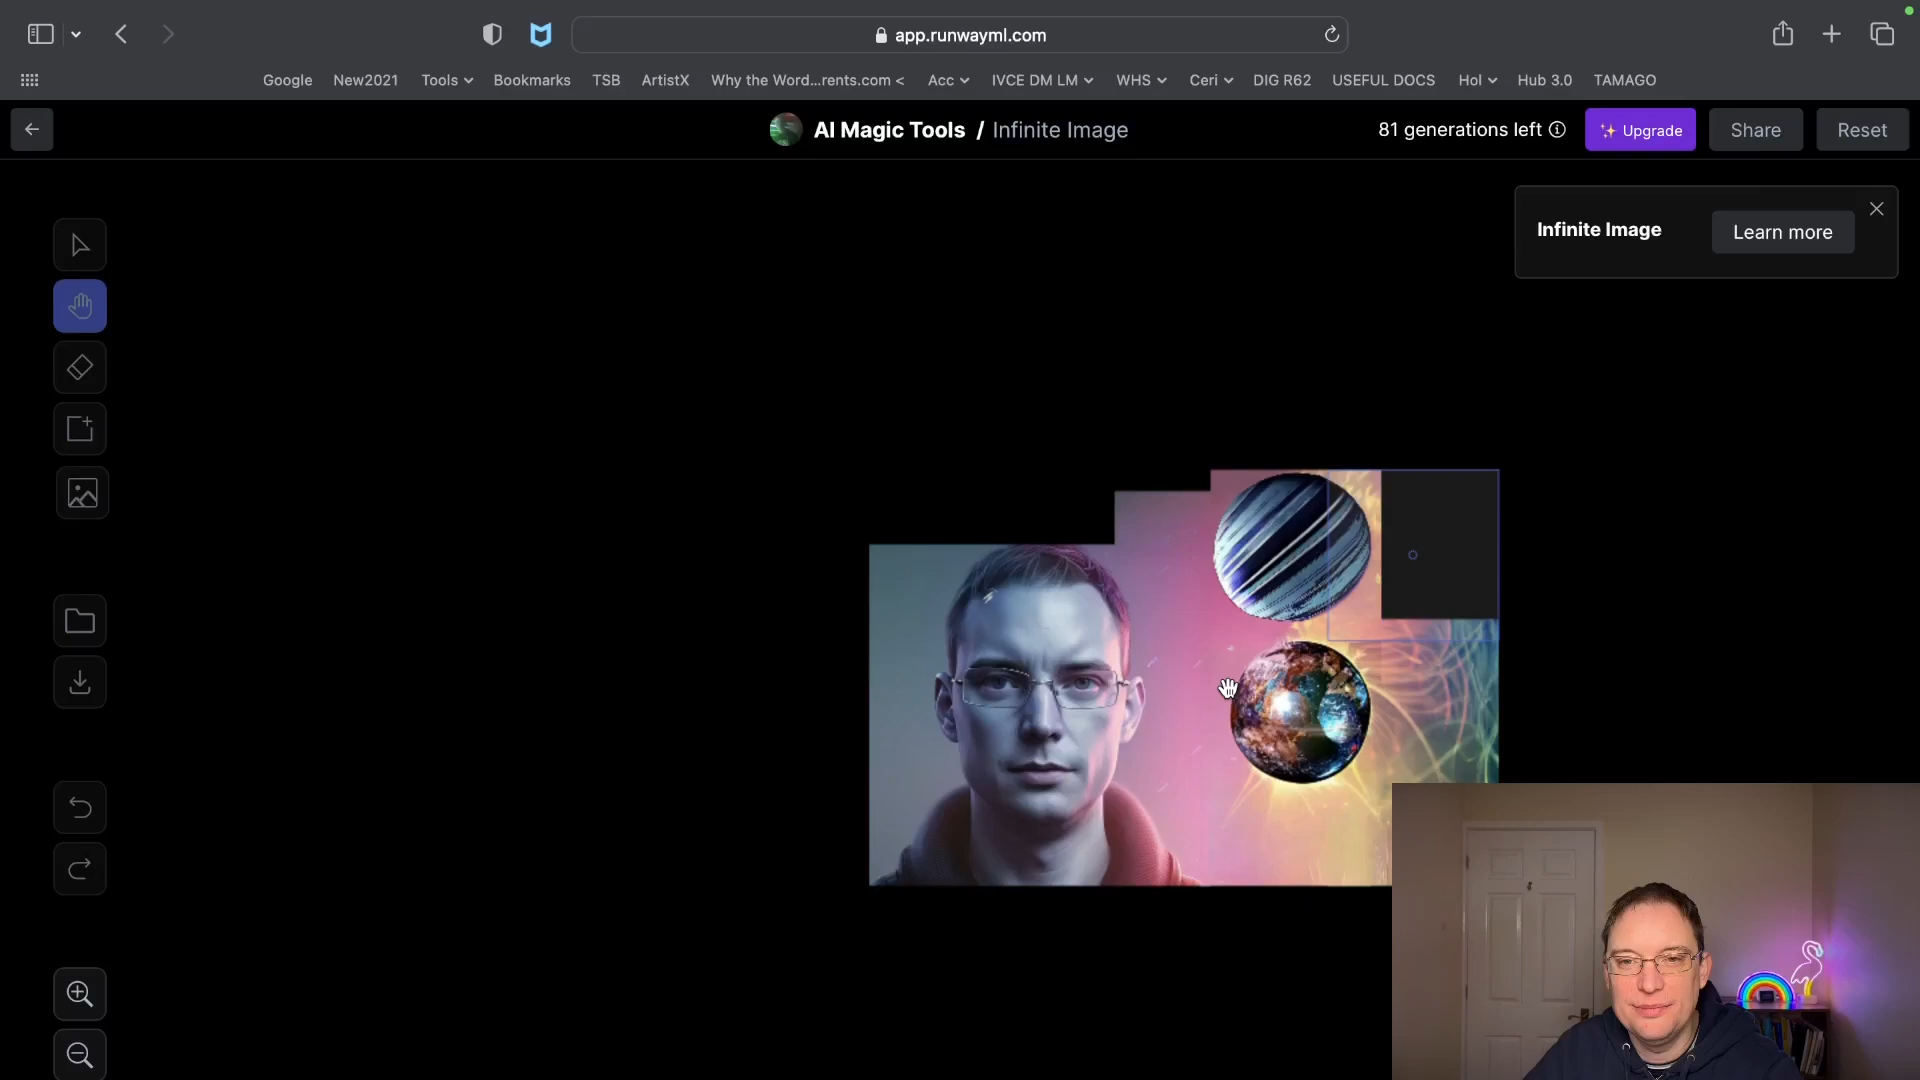 app.runwayml.com
Google New2021 Tools Bookmarks TSB ArtistX Why the Word...rents.com < Acc IVCE DM LM WHS Ceri DIG R62 USEFUL DOCS Hol Hub 3.0 TAMAGO
AI Magic Tools / Infinite Image 81 generations left Upgrade Share Reset
Infinite Image Learn more